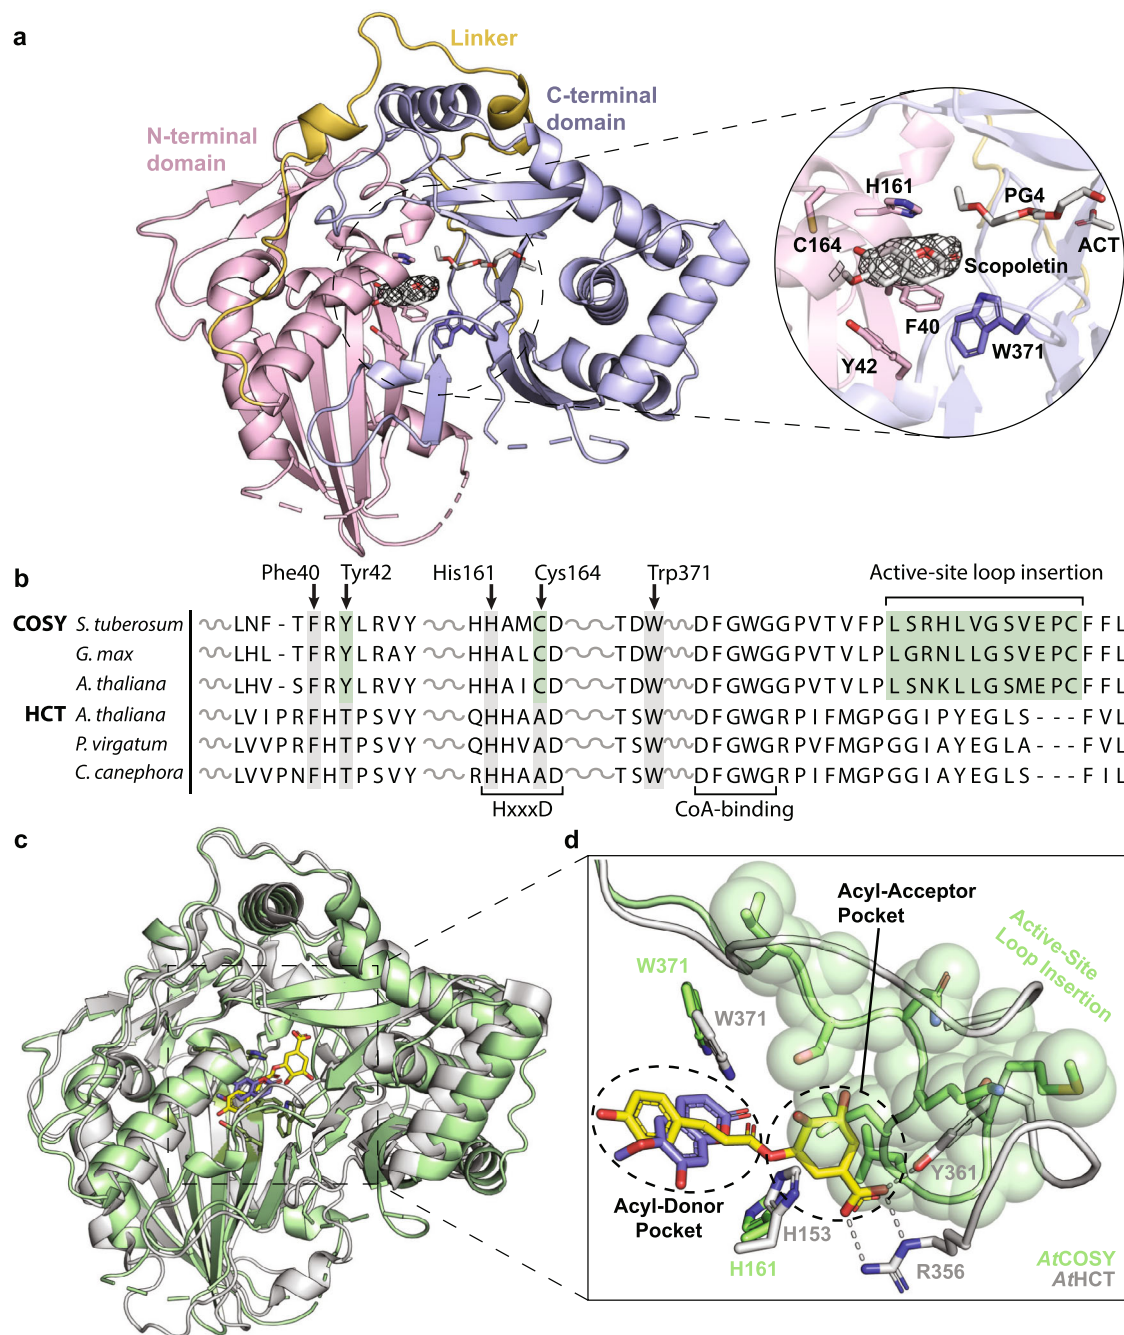 a
Linker
C-terminal
domain
N-terminal
domain
H161
PG4
C164
ACT
Scopoletin
F40
W371
Y42
b
Phe40 Tyr42 His161 Cys164 Trp371 Active-site loop insertion
COSY S. tuberosum LNF-TFRYLRVY HHAMCD TDW DFGWGGPVTVFPLSRHLVGSVEPCFFL
G. max LHL-TFRYLRAY HHALCD TDW DFGWGGPVTVLPLGRNLLGSVEPCFFL
A. thaliana LHV-SFRYLRVY HHAICD TDW DFGWGGPVTVLPLSNKLLGSMEPCFFL
HCT A. thaliana LVIPRFHTPSVY QHHAAD TSW DFGWGRPIFMGPGGIPYEGLS---FVL
P. virgatum LVVPRFHTPSVY QHHVAD TSW DFGWGRPVFMGPGGIAYEGLA---FVL
C. canephora LVVPNFHTPSVY RHHAAD TSW DFGWGRPIFMGPGGIAYEGLS---FIL
HxxxD CoA-binding
c
d
Acyl-Acceptor
Pocket
Active-Site
Loop Insertion
W371
W371
Acyl-Donor
Pocket
H153
H161
Y361
R356
AtCOSY
AtHCT